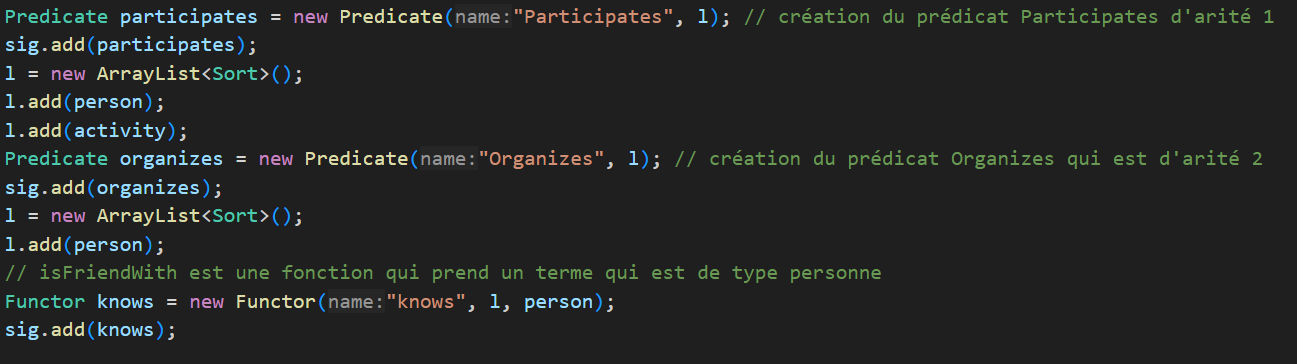 Predicate participates = new Predicate(name:"Participates", l); // création du prédicat Participates d'arité 1
sig.add(participates);
l = new ArrayList<Sort>();
l.add(person);
l.add(activity);
Predicate organizes = new Predicate(name:"Organizes", l); // création du prédicat Organizes qui est d'arité 2
sig.add(organizes);
l = new ArrayList<Sort>();
l.add(person);
// isFriendWith est une fonction qui prend un terme qui est de type personne
Functor knows = new Functor(name:"knows", l, person);
sig.add(knows);